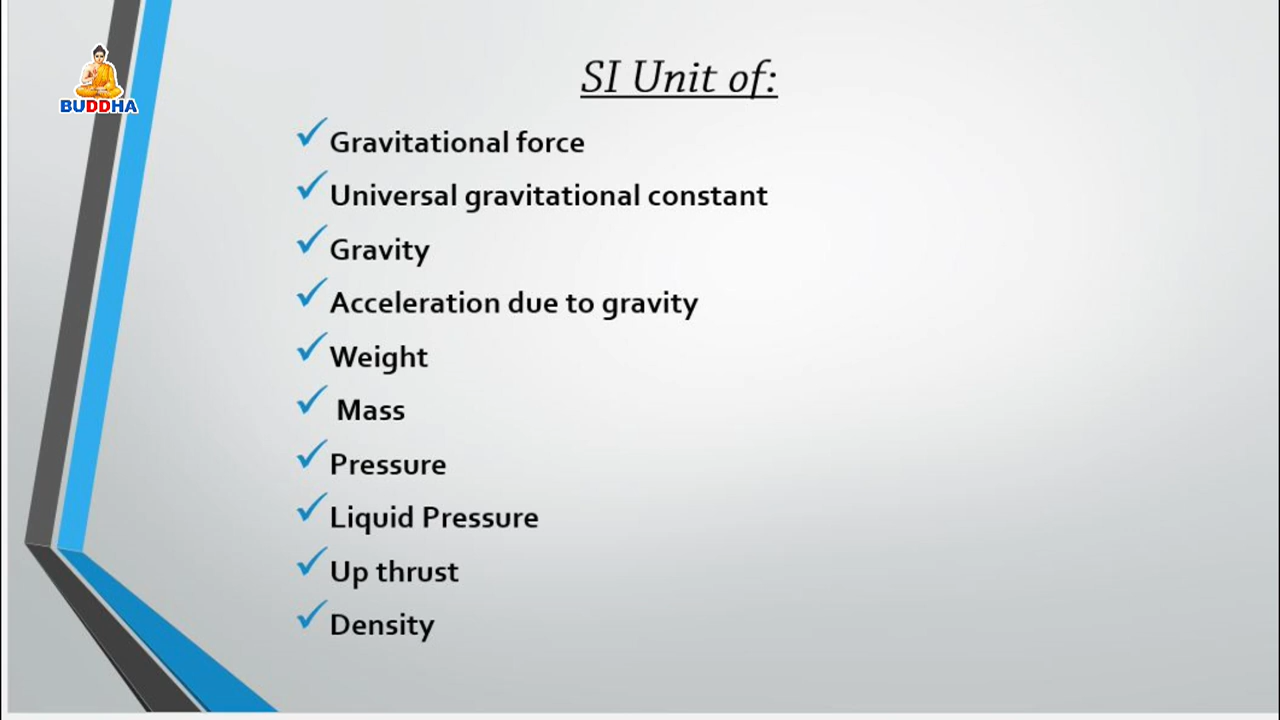 BUDDHA
SI Unit of:
Gravitational force
Universal gravitational constant
Gravity
Acceleration due to gravity
Weight
Mass
Pressure
Liquid Pressure
Up thrust
Density